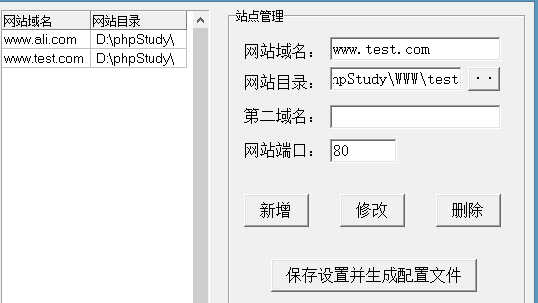 网站域名 网站目录
www.ali.com D:\phpStudy\
www.test.com D:\phpStudy\
站点管理
网站域名： www.test.com
网站目录： hpStudy\WWW\test ..
第二域名：
网站端口： 80
新增 修改 删除
保存设置并生成配置文件